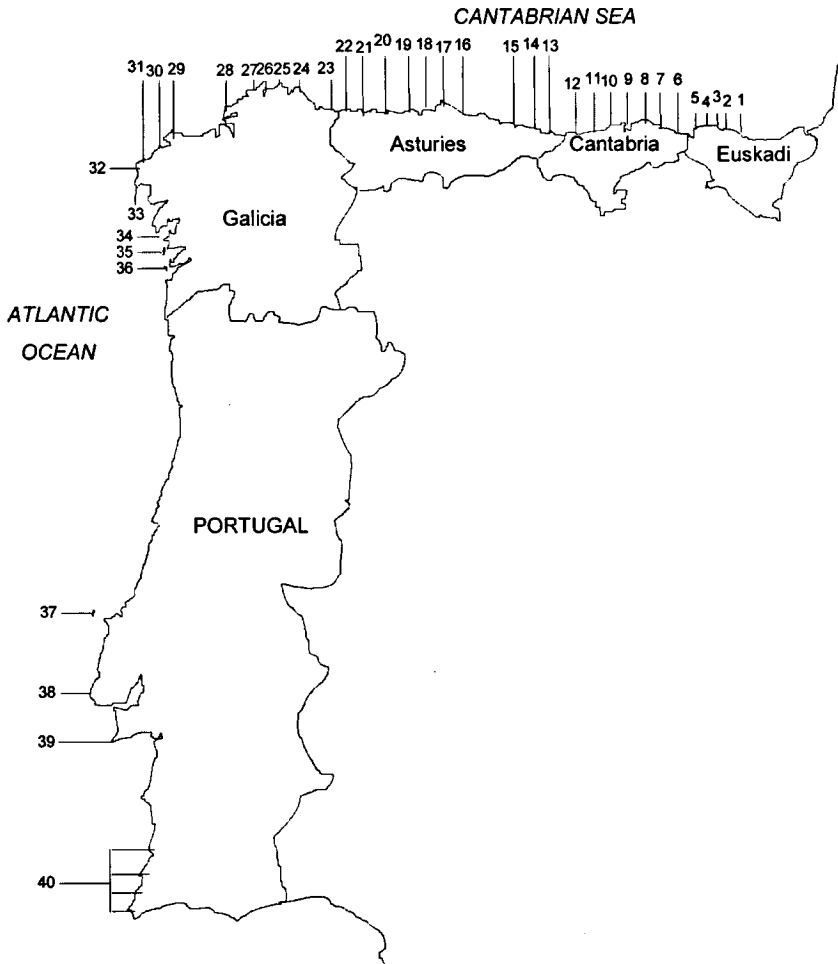 CANTABRIAN SEA
31 30 29 28 27 26 25 24 23 22 21 20 19 18 17 16 15 14 13 12 11 10 9 8 7 6 5 4 3 2 1
Asturies Cantabria Euskadi
32
33
Galicia
34
35
36
ATLANTIC
OCEAN
PORTUGAL
37
38
39
40